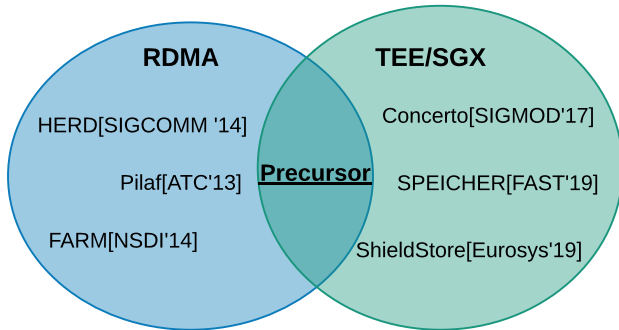 RDMA
TEE/SGX
HERD[SIGCOMM '14]
Concerto[SIGMOD'17]
Pilaf[ATC'13]
Precursor
SPEICHER[FAST'19]
FARM[NSDI'14]
ShieldStore[Eurosys'19]